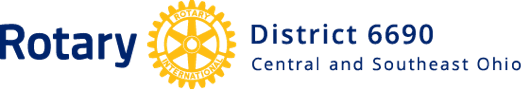 Rotary
ROTARY
INTERNATIONAL
District 6690
Central and Southeast Ohio